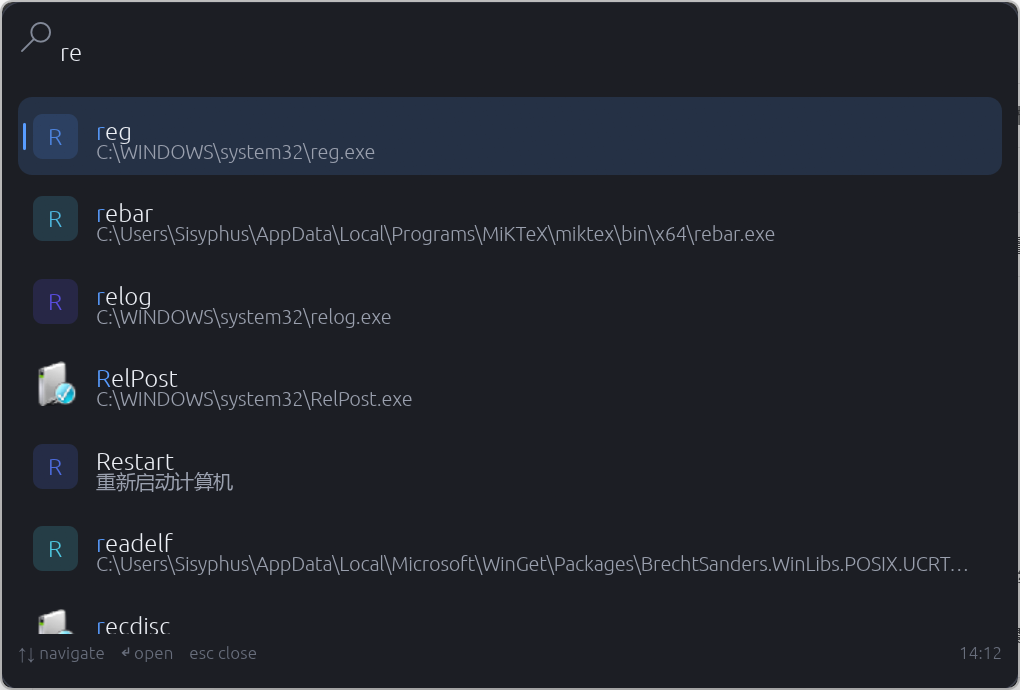 re
R
reg
C:\WINDOWS\system32\reg.exe
R
rebar
C:\Users\Sisyphus\AppData\Local\Programs\MiKTeX\miktex\bin\x64\rebar.exe
R
relog
C:\WINDOWS\system32\relog.exe
RelPost
C:\WINDOWS\system32\RelPost.exe
R
Restart
重新启动计算机
R
readelf
C:\Users\Sisyphus\AppData\Local\Microsoft\WinGet\Packages\BrechtSanders.WinLibs.POSIX.UCRT…
recdisc
↑↓ navigate ↵ open esc close 14:12